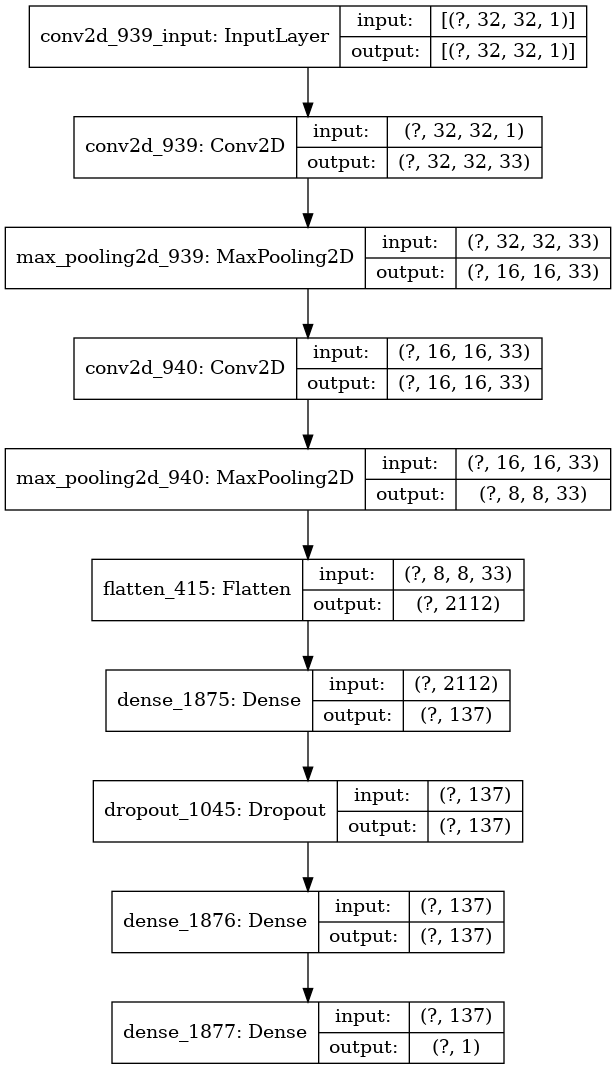 conv2d_939_input: InputLayer
input: [(?, 32, 32, 1)]
output: [(?, 32, 32, 1)]
conv2d_939: Conv2D
input: (?, 32, 32, 1)
output: (?, 32, 32, 33)
max_pooling2d_939: MaxPooling2D
input: (?, 32, 32, 33)
output: (?, 16, 16, 33)
conv2d_940: Conv2D
input: (?, 16, 16, 33)
output: (?, 16, 16, 33)
max_pooling2d_940: MaxPooling2D
input: (?, 16, 16, 33)
output: (?, 8, 8, 33)
flatten_415: Flatten
input: (?, 8, 8, 33)
output: (?, 2112)
dense_1875: Dense
input: (?, 2112)
output: (?, 137)
dropout_1045: Dropout
input: (?, 137)
output: (?, 137)
dense_1876: Dense
input: (?, 137)
output: (?, 137)
dense_1877: Dense
input: (?, 137)
output: (?, 1)